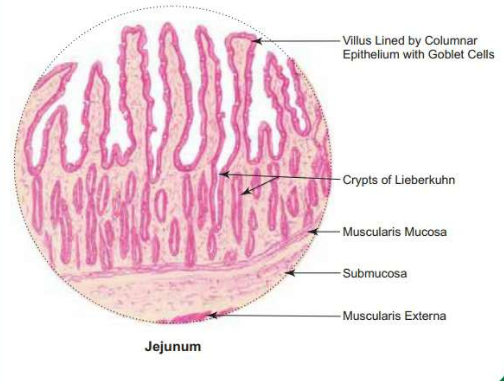 Villus Lined by Columnar
Epithelium with Goblet Cells
Crypts of Lieberkuhn
Muscularis Mucosa
Submucosa
Muscularis Externa
Jejunum